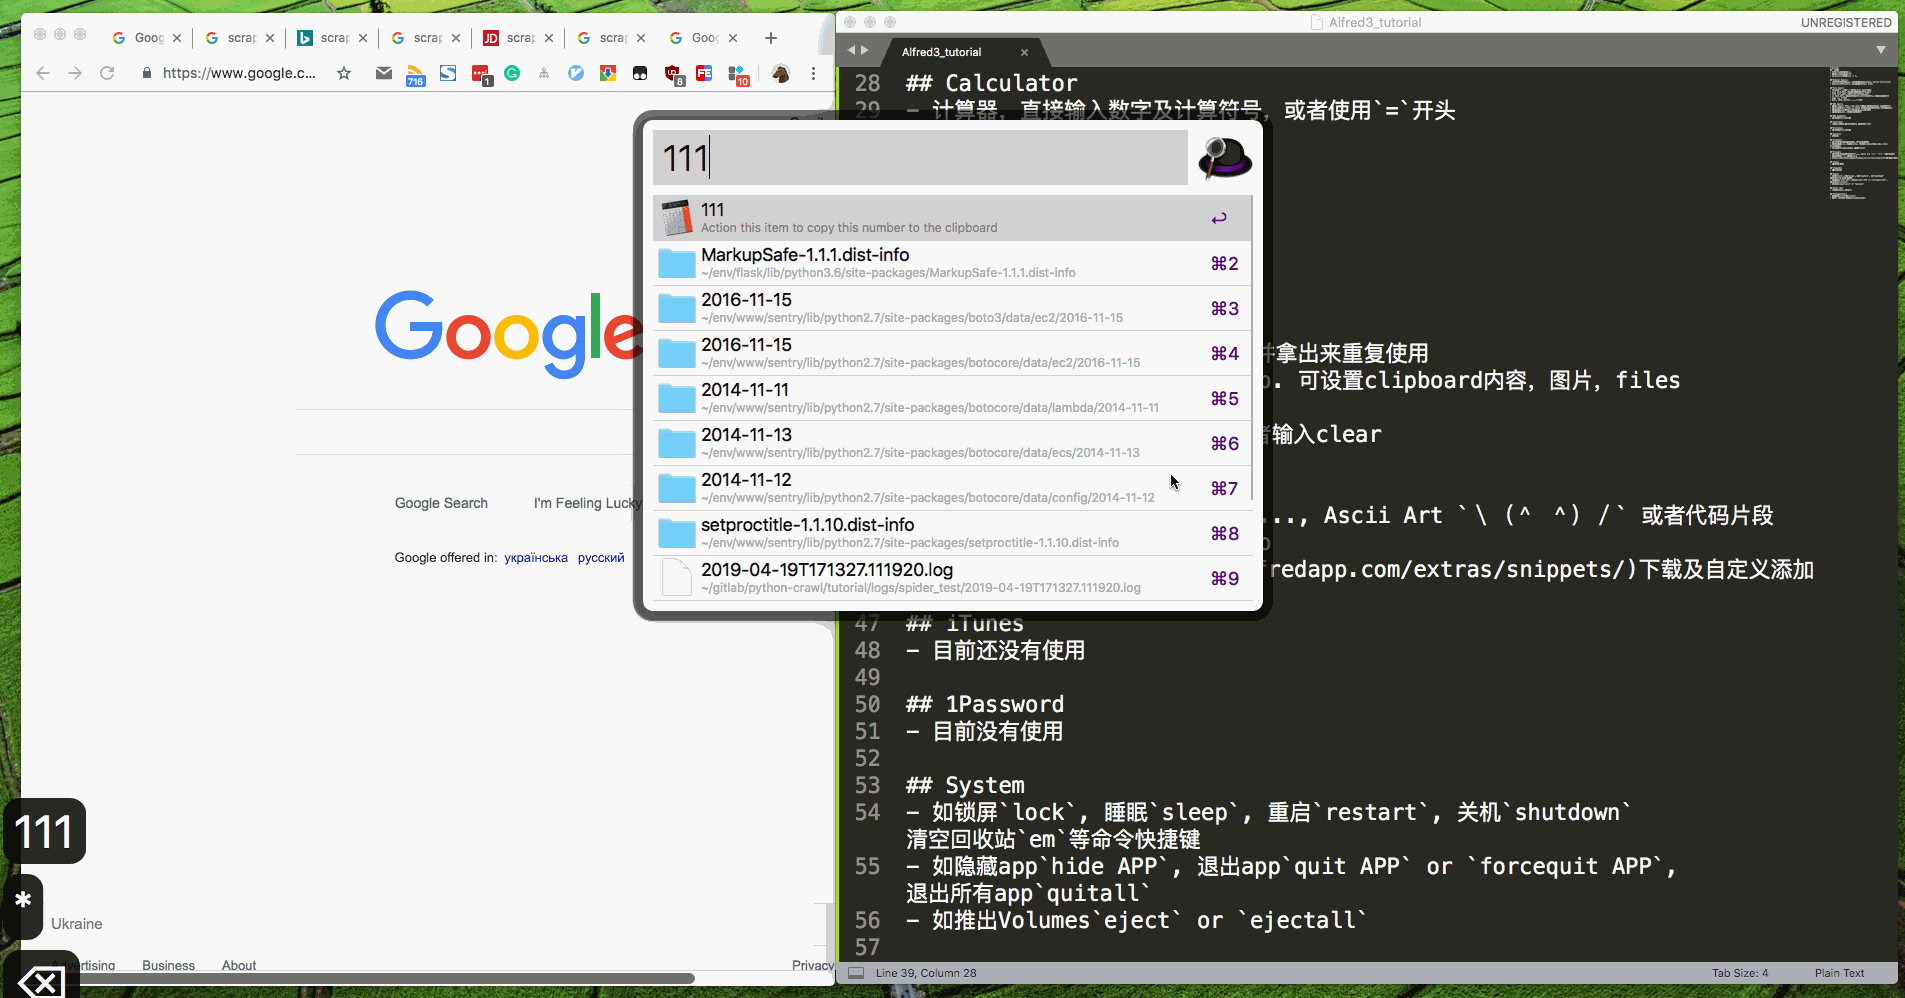 Goog
scrap
scrap
scrap
scrap
scrap
Goog
https://www.google.c...
716
1
8
10
Google
Google Search
I'm Feeling Lucky
Google offered in: українська русский
Ukraine
Advertising
Business
About
Privacy
111
*
111
111
Action this item to copy this number to the clipboard
MarkupSafe-1.1.1.dist-info
~/env/flask/lib/python3.6/site-packages/MarkupSafe-1.1.1.dist-info
⌘2
2016-11-15
~/env/www/sentry/lib/python2.7/site-packages/boto3/data/ec2/2016-11-15
⌘3
2016-11-15
~/env/www/sentry/lib/python2.7/site-packages/botocore/data/ec2/2016-11-15
⌘4
2014-11-11
~/env/www/sentry/lib/python2.7/site-packages/botocore/data/lambda/2014-11-11
⌘5
2014-11-13
~/env/www/sentry/lib/python2.7/site-packages/botocore/data/ecs/2014-11-13
⌘6
2014-11-12
~/env/www/sentry/lib/python2.7/site-packages/botocore/data/config/2014-11-12
⌘7
setproctitle-1.1.10.dist-info
~/env/www/sentry/lib/python2.7/site-packages/setproctitle-1.1.10.dist-info
⌘8
2019-04-19T171327.111920.log
~/gitlab/python-crawl/tutorial/logs/spider_test/2019-04-19T171327.111920.log
⌘9
Alfred3_tutorial
UNREGISTERED
Alfred3_tutorial
28 ## Calculator
29 - 计算器, 直接输入数字及计算符号, 或者使用`=`开头
拿出来重复使用
. 可设置clipboard内容, 图片, files
输入clear
..., Ascii Art `\ (^ ^) /` 或者代码片段
redapp.com/extras/snippets/)下载及自定义添加
47 ## iTunes
48 - 目前还没有使用
49
50 ## 1Password
51 - 目前没有使用
52
53 ## System
54 - 如锁屏`lock`, 睡眠`sleep`, 重启`restart`, 关机`shutdown`
清空回收站`em`等命令快捷键
55 - 如隐藏app`hide APP`, 退出app`quit APP` or `forcequit APP`,
退出所有app`quitall`
56 - 如推出Volumes`eject` or `ejectall`
57
Line 39, Column 28
Tab Size: 4
Plain Text